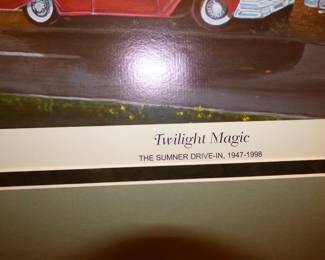 Twilight Magic
THE SUMNER DRIVE-IN, 1947-1998